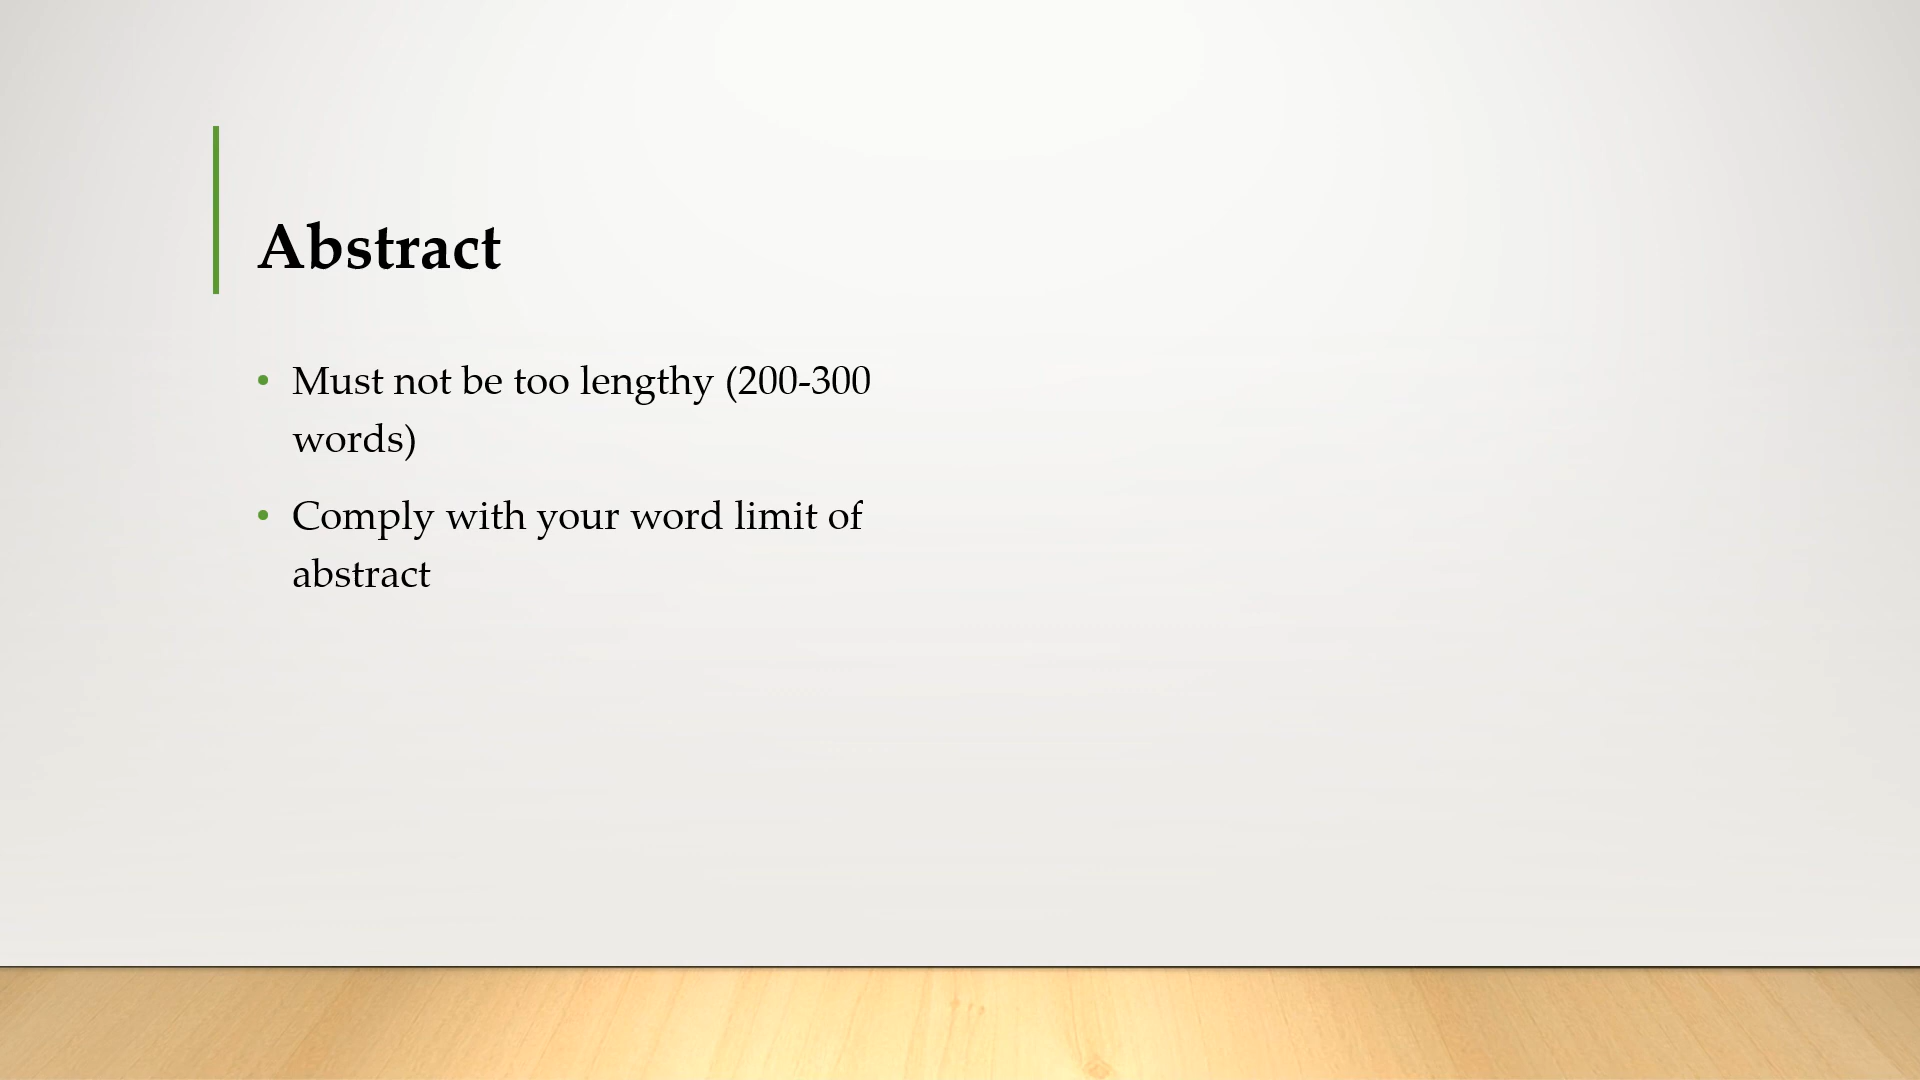 Abstract
• Must not be too lengthy (200-300
words)
• Comply with your word limit of
abstract